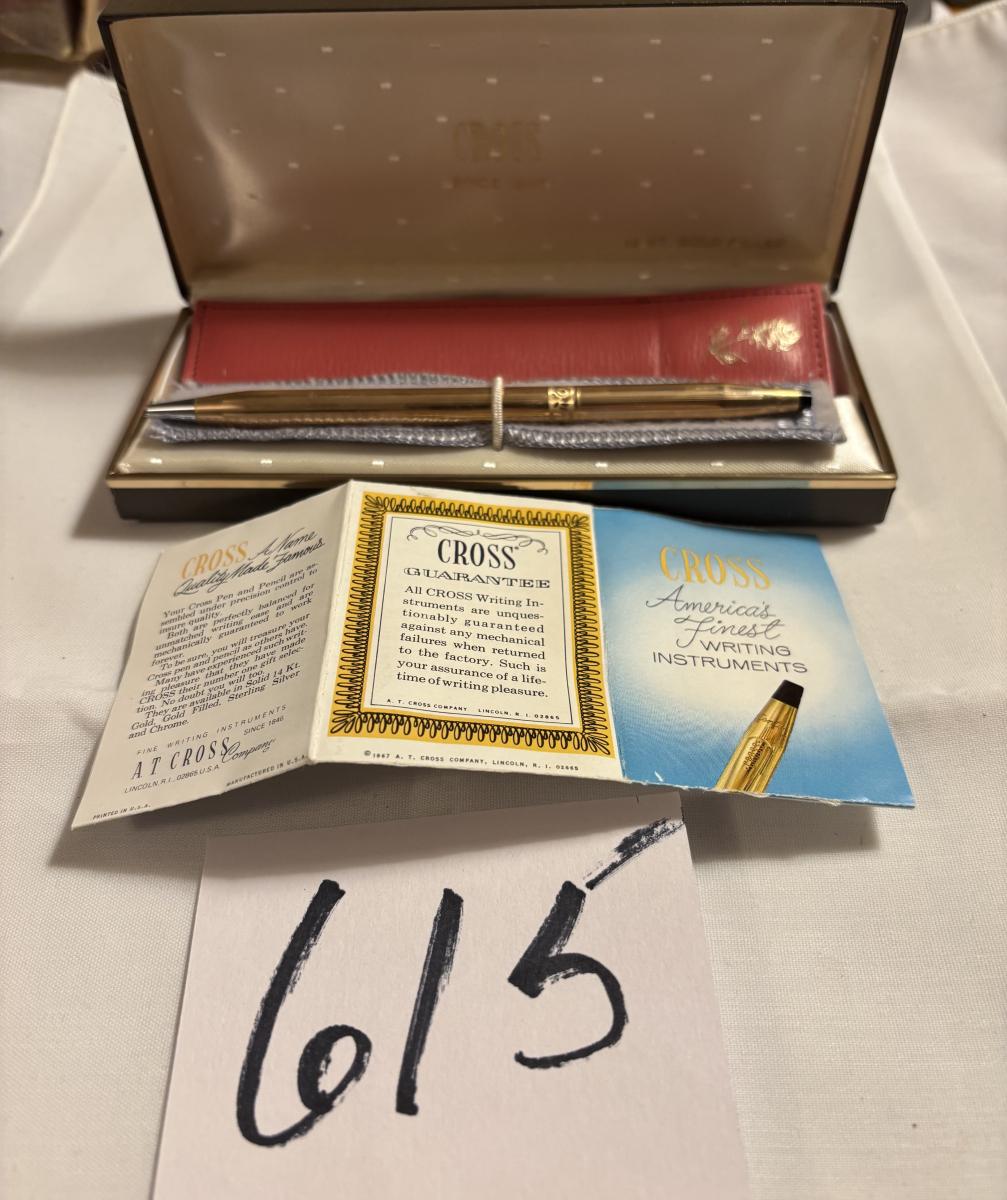 CROSS
CROSS A Name
Quality Made Famous
Your Cross Pen and Pencil are as-
sembled under precision control to
insure quality.
Both are perfectly balanced for
unmatched writing ease and are
mechanically guaranteed to work
forever.
To be sure, you will treasure your
Cross pen and pencil as others have.
Many have experienced such writ-
ing pleasure that they have made
CROSS their number one gift selec-
tion. No doubt you will too.
They are available in Solid 14 Kt.
Gold, Gold Filled, Sterling Silver
and Chrome.
FINE WRITING INSTRUMENTS
SINCE 1846
A T CROSS Company
LINCOLN, R.I., 02865 U.S.A.
MANUFACTURED IN U.S.A.
PRINTED IN U.S.A.
CROSS
GUARANTEE
All CROSS Writing In-
struments are unques-
tionably guaranteed
against any mechanical
failures when returned
to the factory. Such is
your assurance of a life-
time of writing pleasure.
A. T. CROSS COMPANY LINCOLN, R. I. 02865
© 1967 A. T. CROSS COMPANY, LINCOLN, R. I. 02865
CROSS
America's
Finest
WRITING
INSTRUMENTS
615